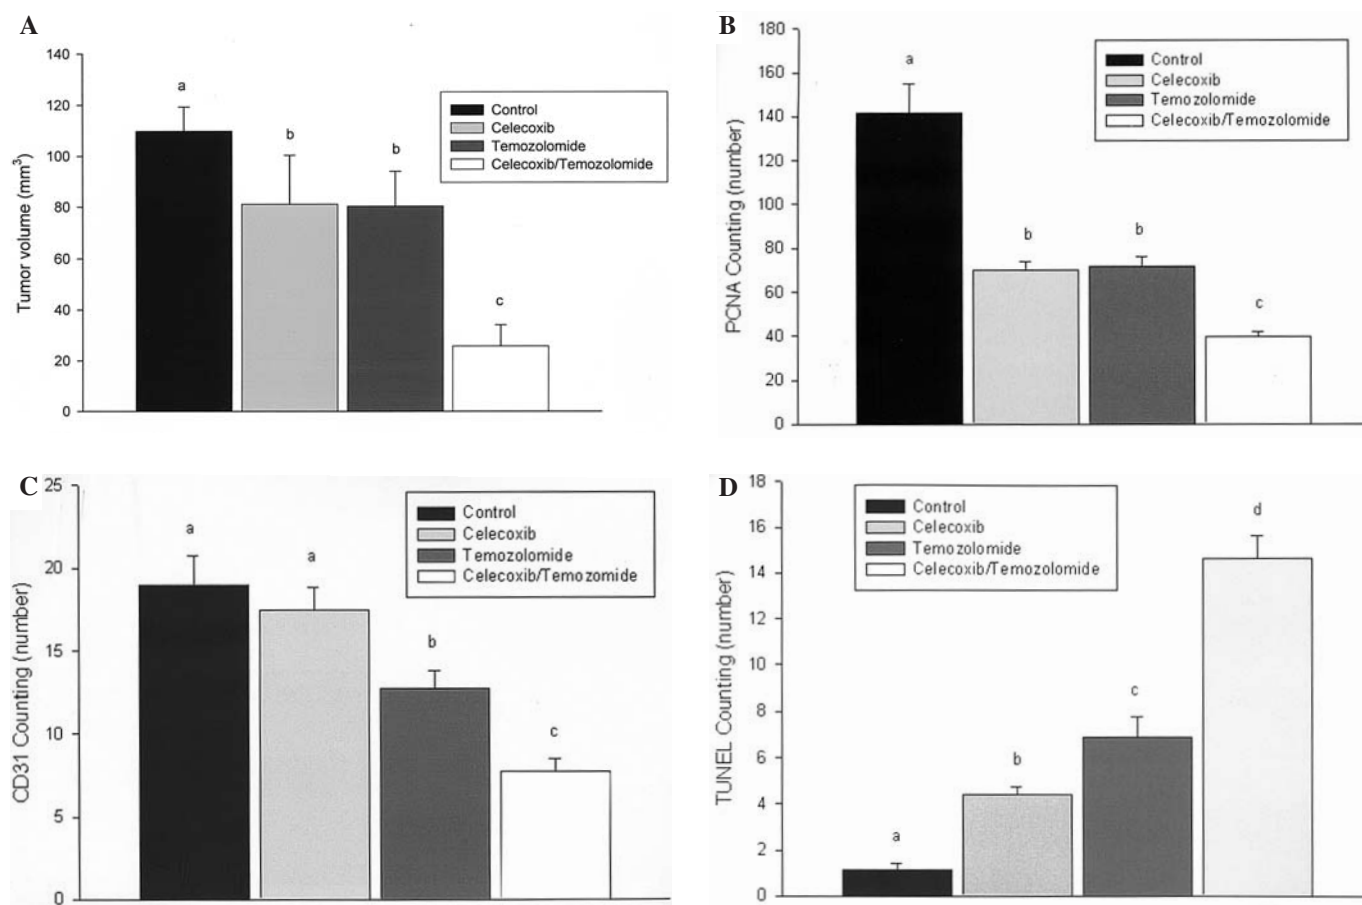 A
Tumor volume (mm³)
140
120
100
80
60
40
20
0
a
b
b
c
Control
Celecoxib
Temozolomide
Celecoxib/Temozolomide
B
PCNA Counting (number)
180
160
140
120
100
80
60
40
20
0
a
b
b
c
Control
Celecoxib
Temozolomide
Celecoxib/Temozolomide
C
CD31 Counting (number)
25
20
15
10
5
0
a
a
b
c
Control
Celecoxib
Temozolomide
Celecoxib/Temozomide
D
TUNEL Counting (number)
18
16
14
12
10
8
6
4
2
0
a
b
c
d
Control
Celecoxib
Temozolomide
Celecoxib/Temozolomide